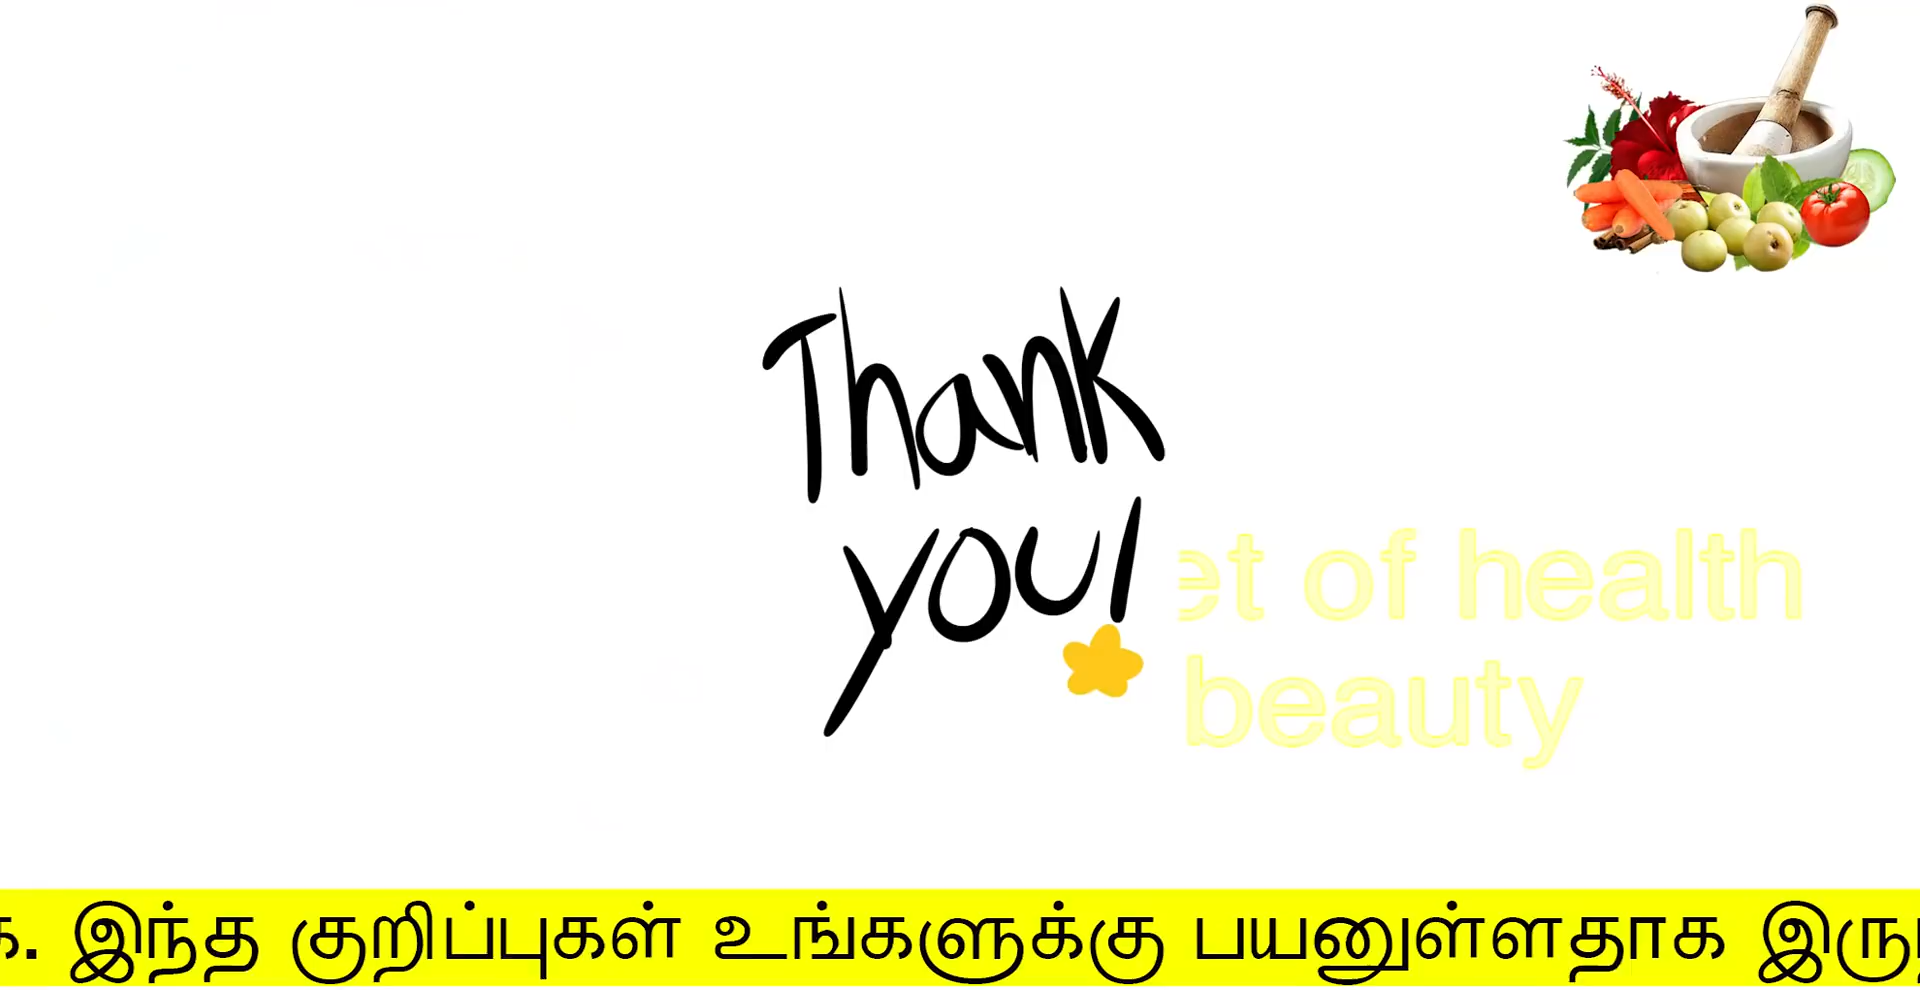 Thank
you!
et of health
beauty
இந்த குறிப்புகள் உங்களுக்கு பயனுள்ளதாக